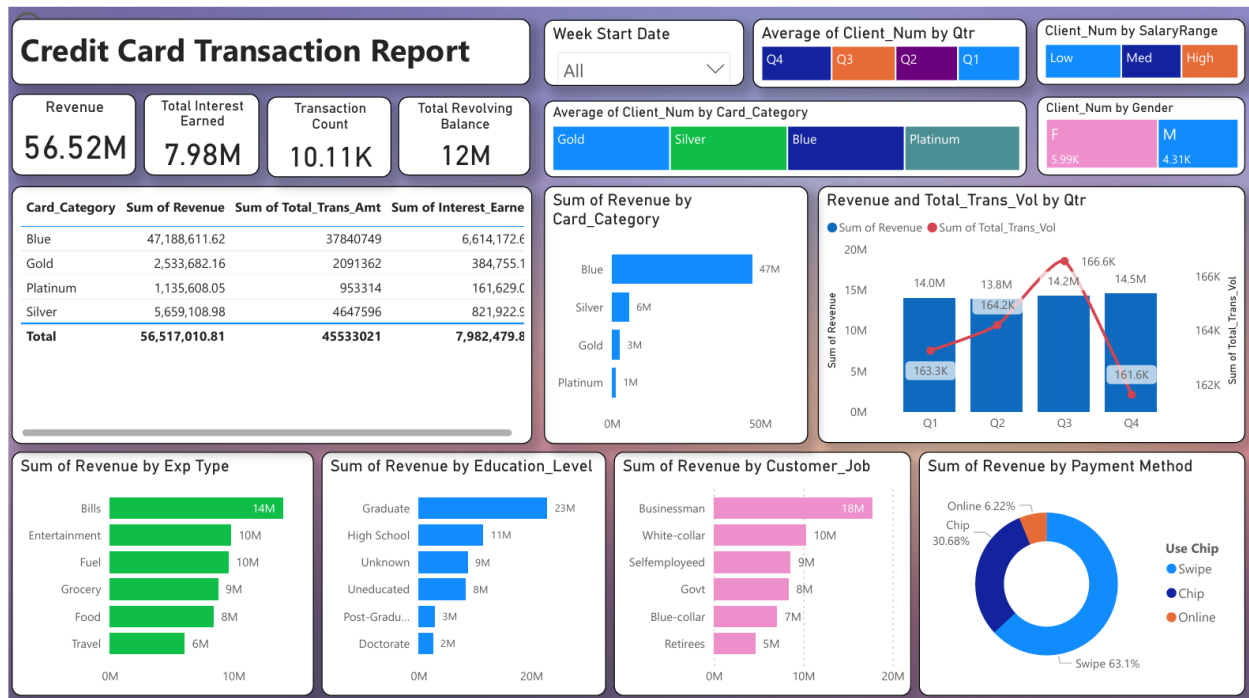 Credit Card Transaction Report
Week Start Date
All
Average of Client_Num by Qtr
Q4 Q3 Q2 Q1
Client_Num by SalaryRange
Low Med High
Revenue
56.52M
Total Interest
Earned
7.98M
Transaction
Count
10.11K
Total Revolving
Balance
12M
Average of Client_Num by Card_Category
Gold Silver Blue Platinum
Client_Num by Gender
F M
5.99K 4.31K
Card_Category Sum of Revenue Sum of Total_Trans_Amt Sum of Interest_Earne
Blue 47,188,611.62 37840749 6,614,172.6
Gold 2,533,682.16 2091362 384,755.1
Platinum 1,135,608.05 953314 161,629.0
Silver 5,659,108.98 4647596 821,922.9
Total 56,517,010.81 45533021 7,982,479.8
Sum of Revenue by
Card_Category
Blue 47M
Silver 6M
Gold 3M
Platinum 1M
0M 50M
Revenue and Total_Trans_Vol by Qtr
Sum of Revenue Sum of Total_Trans_Vol
Sum of Revenue
20M
15M
10M
5M
0M
14.0M 13.8M 14.2M 14.5M
163.3K 164.2K 166.6K 161.6K
Q1 Q2 Q3 Q4
166K
164K
162K
Sum of Total_Trans_Vol
Sum of Revenue by Exp Type
Bills 14M
Entertainment 10M
Fuel 10M
Grocery 9M
Food 8M
Travel 6M
0M 10M
Sum of Revenue by Education_Level
Graduate 23M
High School 11M
Unknown 9M
Uneducated 8M
Post-Gradu... 3M
Doctorate 2M
0M 20M
Sum of Revenue by Customer_Job
Businessman 18M
White-collar 10M
Selfemployeed 9M
Govt 8M
Blue-collar 7M
Retirees 5M
0M 10M 20M
Sum of Revenue by Payment Method
Online 6.22%
Chip
30.68%
Swipe 63.1%
Use Chip
Swipe
Chip
Online